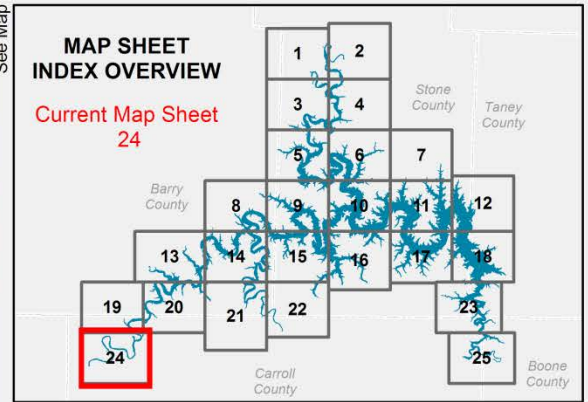 See Map
MAP SHEET
INDEX OVERVIEW
Current Map Sheet
24
1
2
3
4
Stone
County
Taney
County
5
6
7
Barry
County
8
9
10
11
12
13
14
15
16
17
18
19
20
21
22
23
24
25
Carroll
County
Boone
County